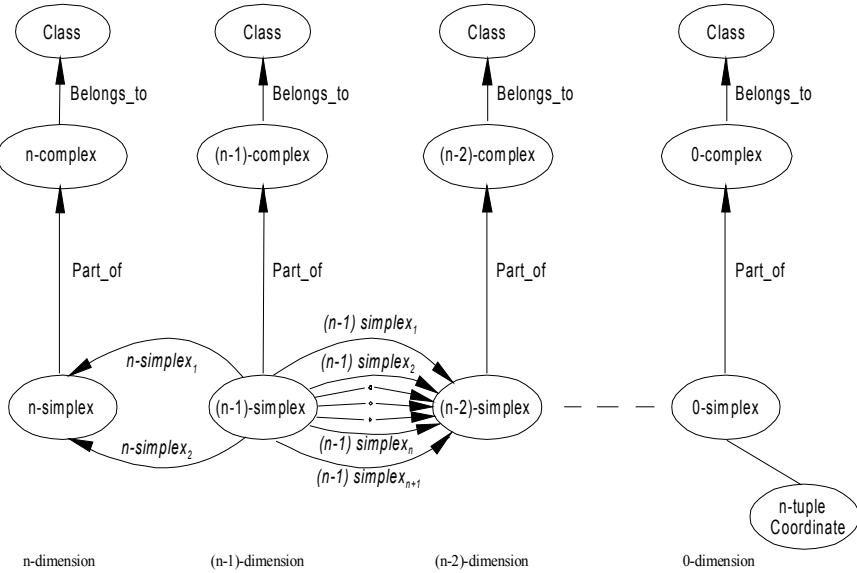 Class Class Class Class
Belongs_to Belongs_to Belongs_to Belongs_to
n-complex (n-1)-complex (n-2)-complex 0-complex
Part_of Part_of Part_of Part_of
(n-1) simplex1
n-simplex1 (n-1) simplex2
n-simplex (n-1)-simplex (n-2)-simplex 0-simplex
n-simplex2 (n-1) simplexn
(n-1) simplexn+1
n-tuple
Coordinate
n-dimension (n-1)-dimension (n-2)-dimension 0-dimension